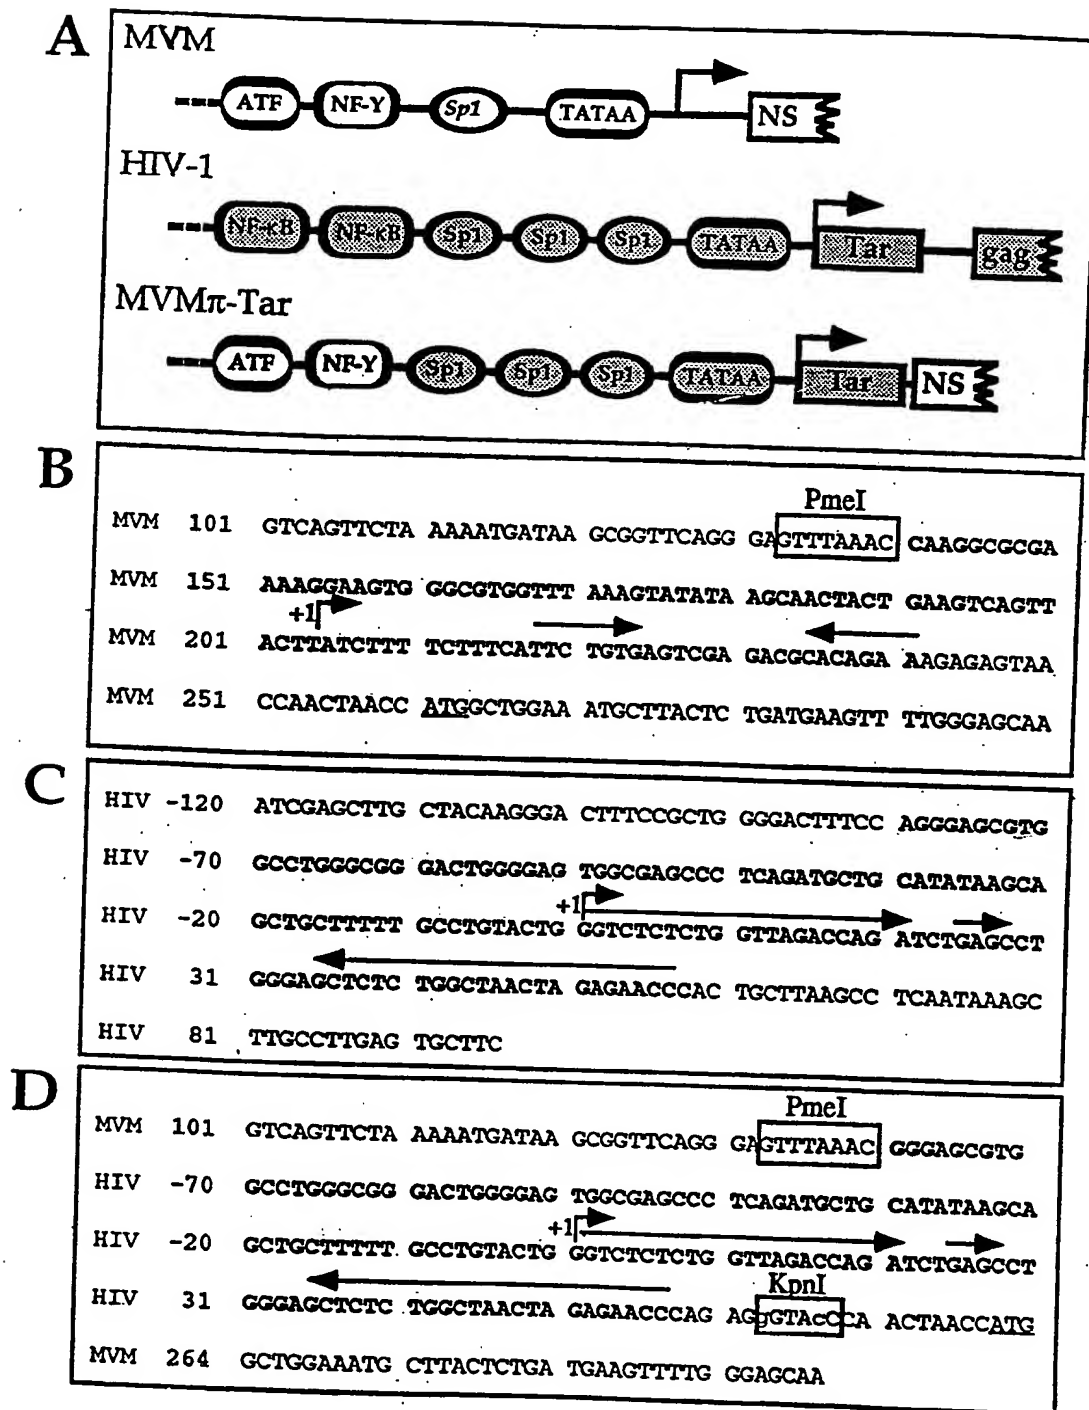 A
MVM
ATF NF-Y Sp1 TATAA NS
HIV-1
NF-κB NF-κB Sp1 Sp1 Sp1 TATAA Tar gag
MVMπ-Tar
ATF NF-Y Sp1 Sp1 Sp1 TATAA Tar NS
B
PmeI
MVM 101 GTCAGTTCTA AAAATGATAA GCGGTTCAGG GAGTTTAAAC CAAGGCGCGA
MVM 151 AAAGGAAGTG GGCGTGGTTT AAAGTATATA AGCAACTACT GAAGTCAGTT
+1
MVM 201 ACTTATCTTT TCTTTCATTC TGTGAGTCGA GACGCACAGA AAGAGAGTAA
MVM 251 CCAACTAACC ATGGCTGGAA ATGCTTACTC TGATGAAGTT TTGGGAGCAA
C
HIV -120 ATCGAGCTTG CTACAAGGGA CTTTCCGCTG GGGACTTTCC AGGGAGCGTG
HIV -70 GCCTGGGCGG GACTGGGGAG TGGCGAGCCC TCAGATGCTG CATATAAGCA
+1
HIV -20 GCTGCTTTTT GCCTGTACTG GGTCTCTCTG GTTAGACCAG ATCTGAGCCT
HIV 31 GGGAGCTCTC TGGCTAACTA GAGAACCCAC TGCTTAAGCC TCAATAAAGC
HIV 81 TTGCCTTGAG TGCTTC
D
PmeI
MVM 101 GTCAGTTCTA AAAATGATAA GCGGTTCAGG GAGTTTAAAC GGGAGCGTG
HIV -70 GCCTGGGCGG GACTGGGGAG TGGCGAGCCC TCAGATGCTG CATATAAGCA
+1
HIV -20 GCTGCTTTTT GCCTGTACTG GGTCTCTCTG GTTAGACCAG ATCTGAGCCT
KpnI
HIV 31 GGGAGCTCTC TGGCTAACTA GAGAACCCAG AGgGTAcCCA ACTAACCATG
MVM 264 GCTGGAAATG CTTACTCTGA TGAAGTTTTG GGAGCAA